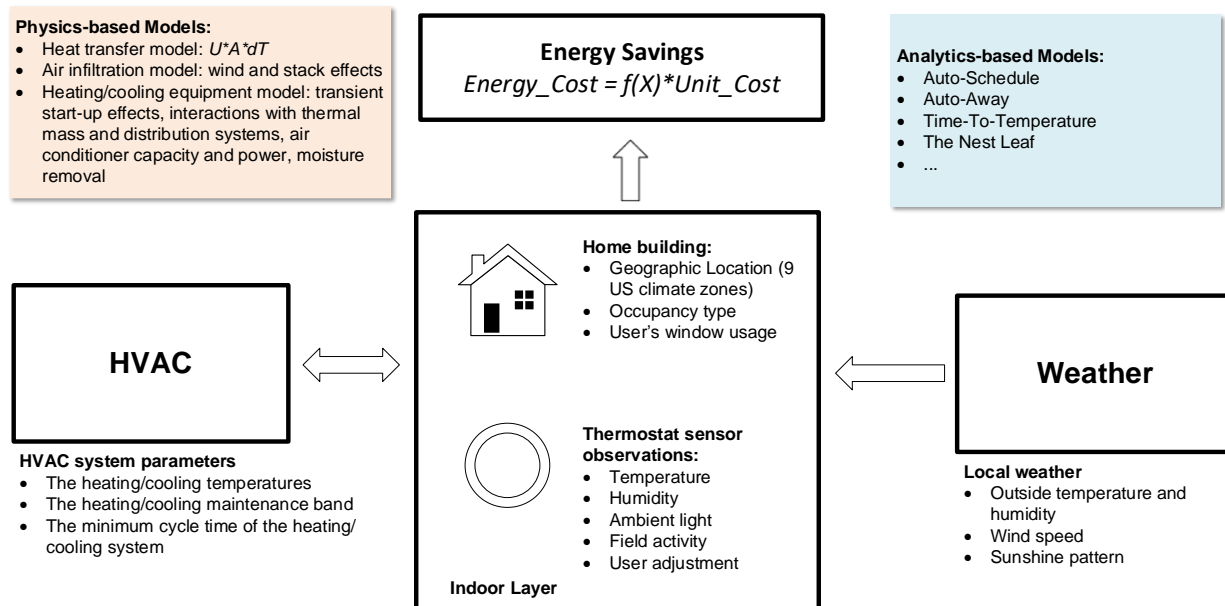 Physics-based Models:
• Heat transfer model: U*A*dT
• Air infiltration model: wind and stack effects
• Heating/cooling equipment model: transient
start-up effects, interactions with thermal
mass and distribution systems, air
conditioner capacity and power, moisture
removal
Energy Savings
Energy_Cost = f(X)*Unit_Cost
Analytics-based Models:
• Auto-Schedule
• Auto-Away
• Time-To-Temperature
• The Nest Leaf
• ...
HVAC
HVAC system parameters
• The heating/cooling temperatures
• The heating/cooling maintenance band
• The minimum cycle time of the heating/
cooling system
Home building:
• Geographic Location (9
US climate zones)
• Occupancy type
• User's window usage
Thermostat sensor
observations:
• Temperature
• Humidity
• Ambient light
• Field activity
• User adjustment
Indoor Layer
Weather
Local weather
• Outside temperature and
humidity
• Wind speed
• Sunshine pattern